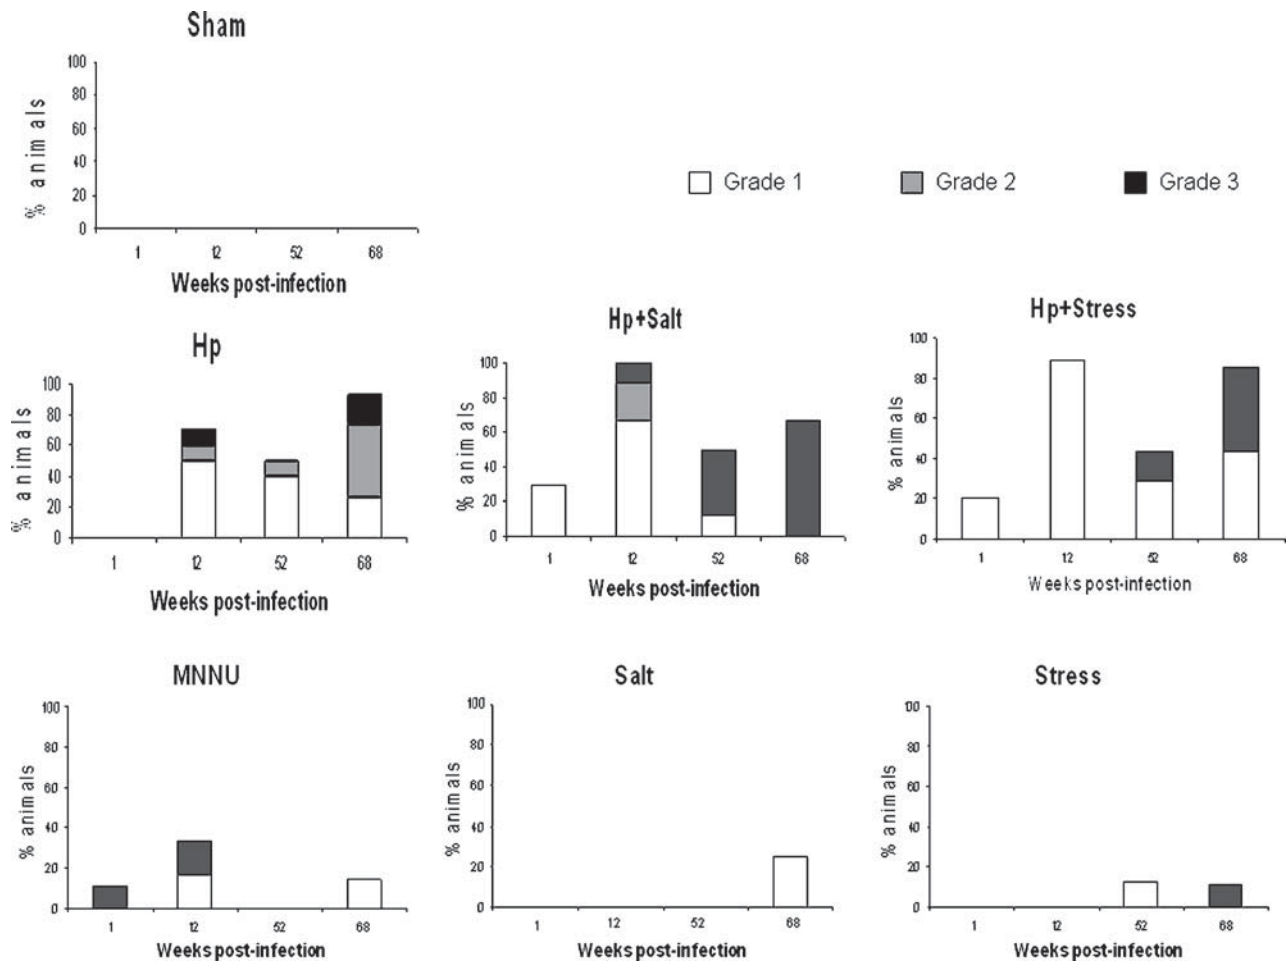 Sham
% animals
100
80
60
40
20
0
1 12 52 68
Weeks post-infection
Grade 1 Grade 2 Grade 3
Hp
% animals
100
80
60
40
20
0
1 12 52 68
Weeks post-infection
Hp+Salt
% animals
100
80
60
40
20
0
1 12 52 68
Weeks post-infection
Hp+Stress
% animals
100
80
60
40
20
0
1 12 52 68
Weeks post-infection
MNNU
% animals
100
80
60
40
20
0
1 12 52 68
Weeks post-infection
Salt
% animals
100
80
60
40
20
0
1 12 52 68
Weeks post-infection
Stress
% animals
100
80
60
40
20
0
1 12 52 68
Weeks post-infection